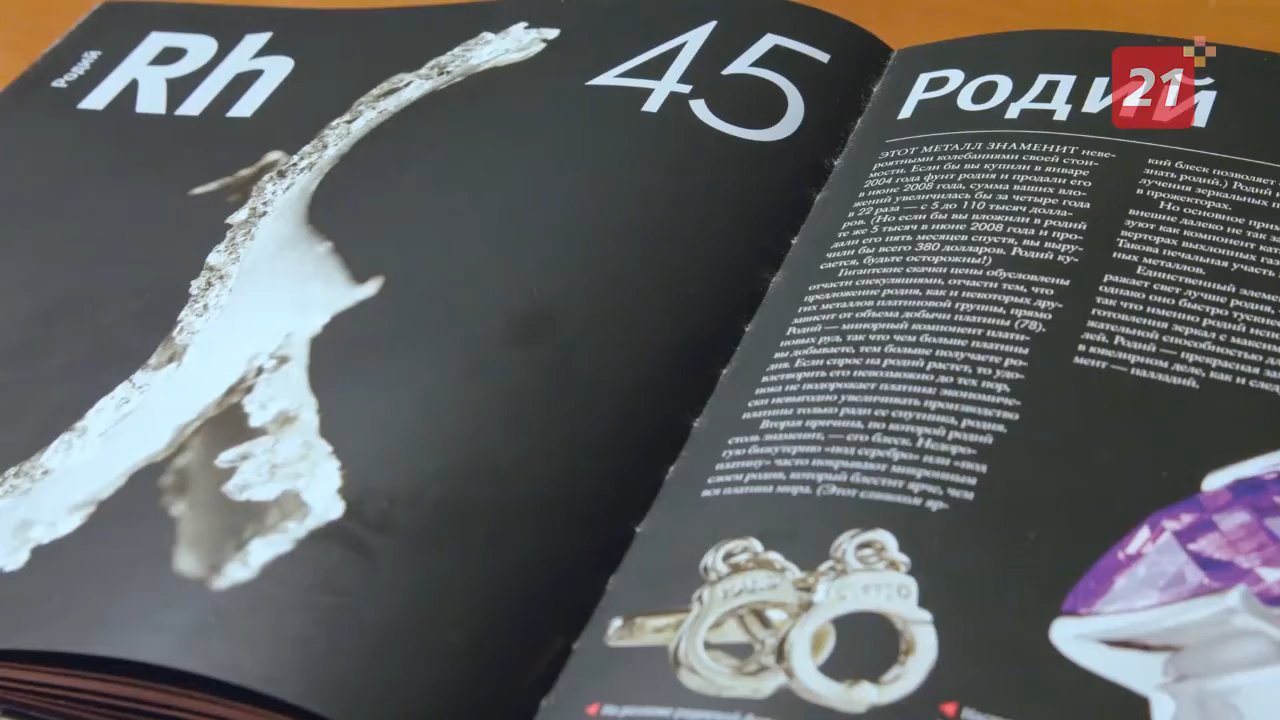 Родий
Rh
45
Родий
21
ЭТОТ МЕТАЛЛ ЗНАМЕНИТ неве-
роятными колебаниями своей стои-
мости. Если бы вы купили в январе
2004 года фунт родия и продали его
в июне 2008 года, сумма ваших вло-
жений увеличилась бы за четыре года
в 22 раза — с 5 до 110 тысяч долла-
ров. (Но если бы вы вложили в родий
те же 5 тысяч в июне 2008 года и про-
дали его пять месяцев спустя, вы выру-
чили бы всего 380 долларов. Родий ку-
сается, будьте осторожны!)
Гигантские скачки цены обусловлены
отчасти спекуляциями, отчасти тем, что
предложение родия, как и некоторых дру-
гих металлов платиновой группы, прямо
зависит от объема добычи платины (78).
Родий — минорный компонент плати-
новых руд, так что чем больше платины
вы добываете, тем больше получаете ро-
дия. Если спрос на родий растет, то удо-
влетворить его невозможно до тех пор,
пока не подорожает платина: экономиче-
ски невыгодно увеличивать производство
платины только ради ее спутника, родия.
Вторая причина, по которой родий
столь знаменит, — его блеск. Недоро-
гую бижутерию «под серебро» или «под
платину» часто покрывают микронным
слоем родия, который блестит ярче, чем
вся платина мира. (Этот
кий блеск позволяет
знать родий.) Родий
лучения зеркальных
в прожекторах.
Но основное
внешне далеко не так
зуют как компонент
верторах выхлопных
Такова печальная участь
ных металлов.
Единственный
ражает свет лучше родия,
однако оно быстро
так что именно родий
готовления зеркал с
жательной способностью
лей. Родий — прекрасная
в ювелирном деле, как и
мент — палладий.